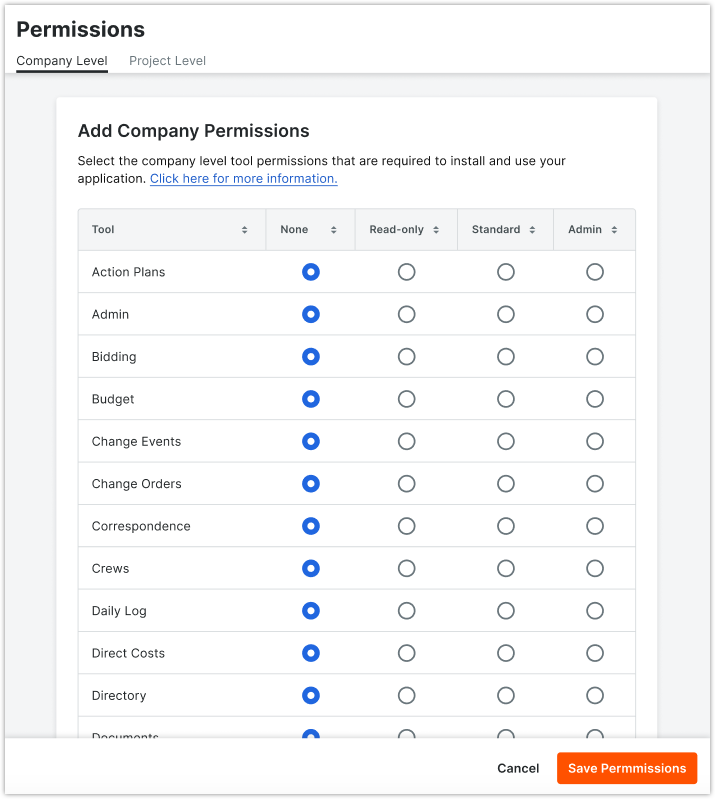 Permissions
Company Level Project Level
Add Company Permissions
Select the company level tool permissions that are required to install and use your
application. Click here for more information.
Tool None Read-only Standard Admin
Action Plans
Admin
Bidding
Budget
Change Events
Change Orders
Correspondence
Crews
Daily Log
Direct Costs
Directory
Documents
Cancel Save Permmissions